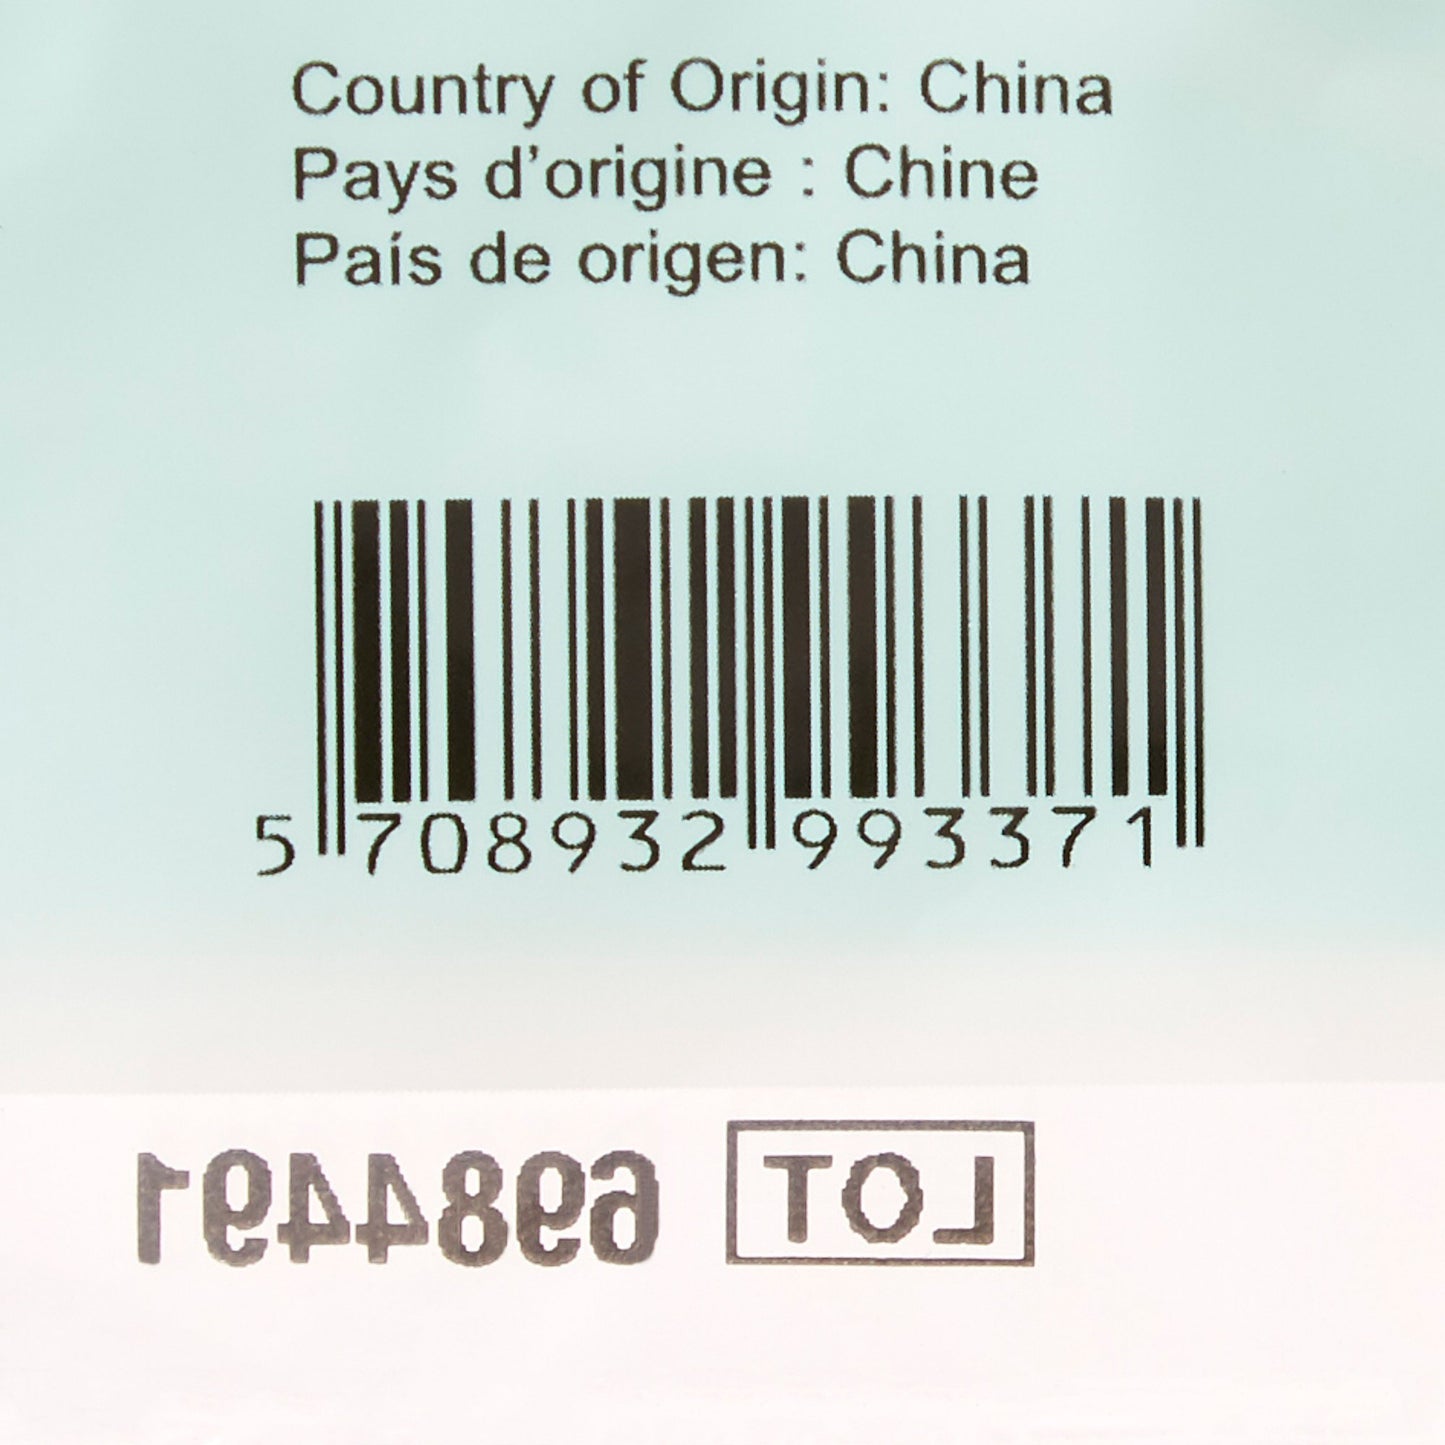 Country of Origin: China
Pays d’origine : Chine
País de origen: China
5 708932 993371
LOT 6984491